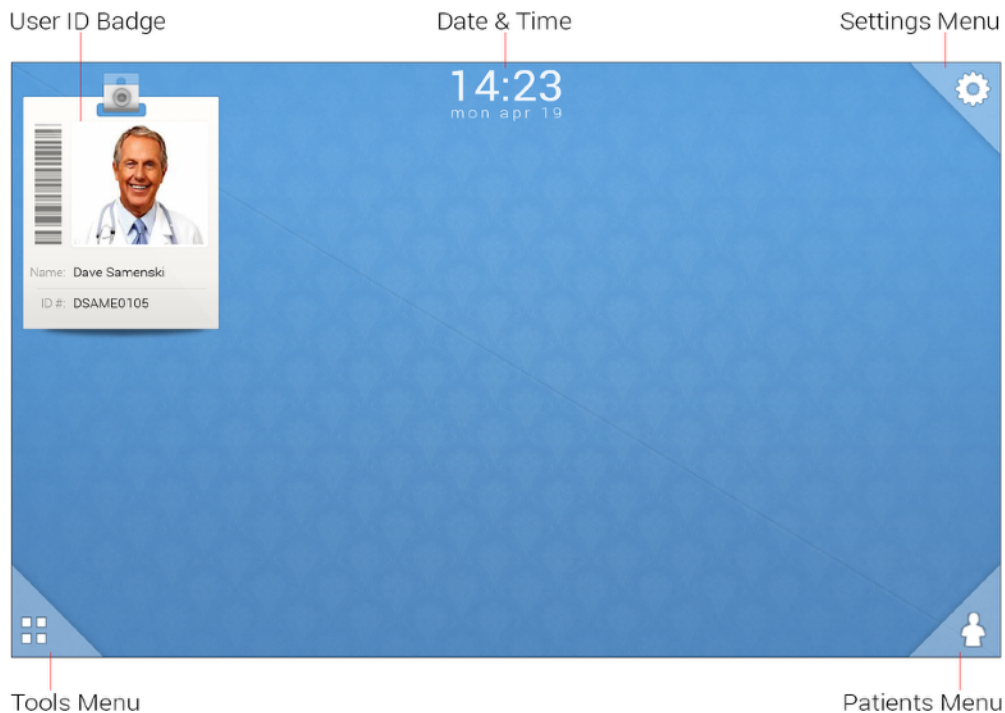 User ID Badge
Date & Time
Settings Menu
14:23
mon apr 19
Name: Dave Samenski
ID #: DSAME0105
Tools Menu
Patients Menu